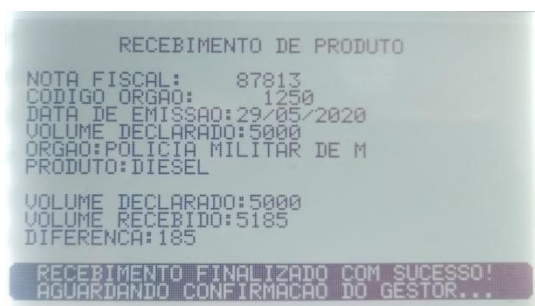 RECEBIMENTO DE PRODUTO
NOTA FISCAL: 87813
CODIGO ORGAO: 1250
DATA DE EMISSAO:29/05/2020
VOLUME DECLARADO:5000
ORGAO:POLICIA MILITAR DE M
PRODUTO:DIESEL
VOLUME DECLARADO:5000
VOLUME RECEBIDO:5185
DIFERENCA:185
RECEBIMENTO FINALIZADO COM SUCESSO!
AGUARDANDO CONFIRMACAO DO GESTOR...